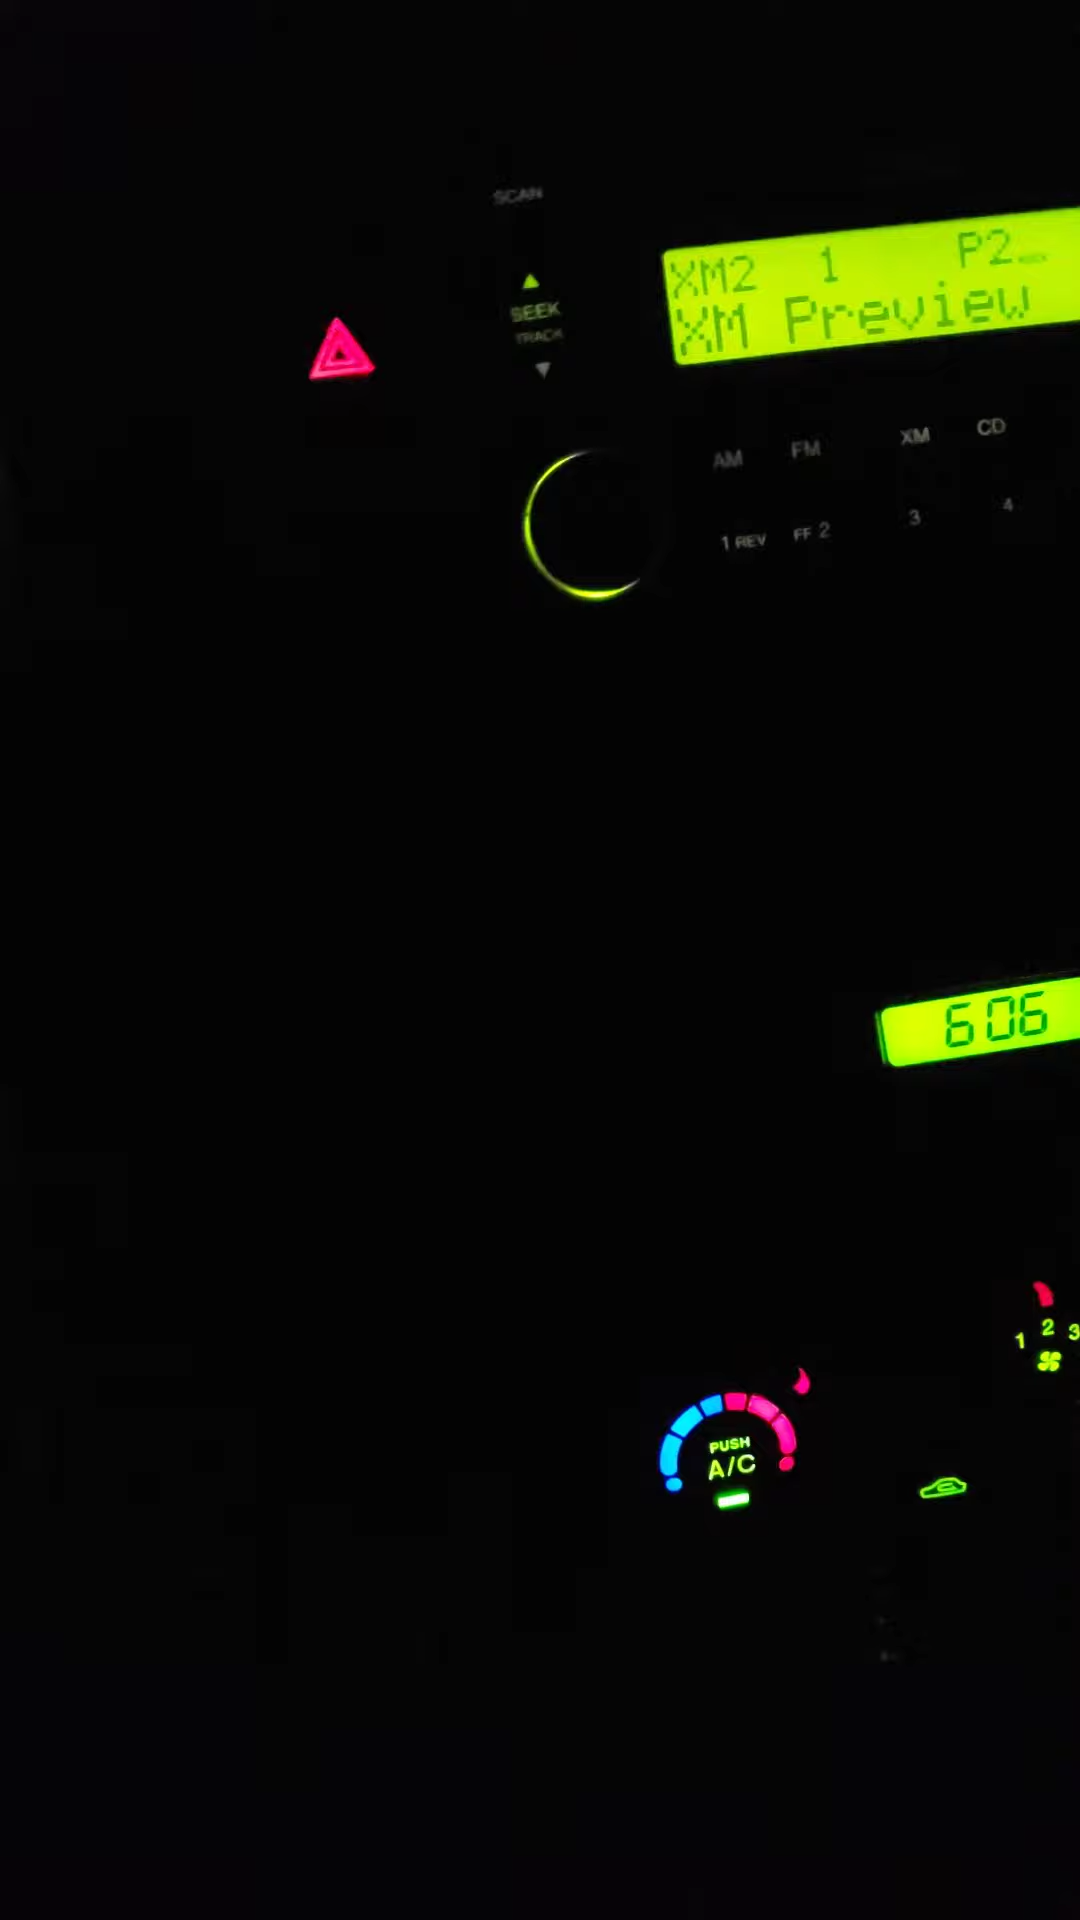 SCAN
XM2 1 P2
XM Preview
SEEK
TRACK
AM FM XM CD
1 REV FF 2 3 4
606
1 2 3
PUSH
A/C